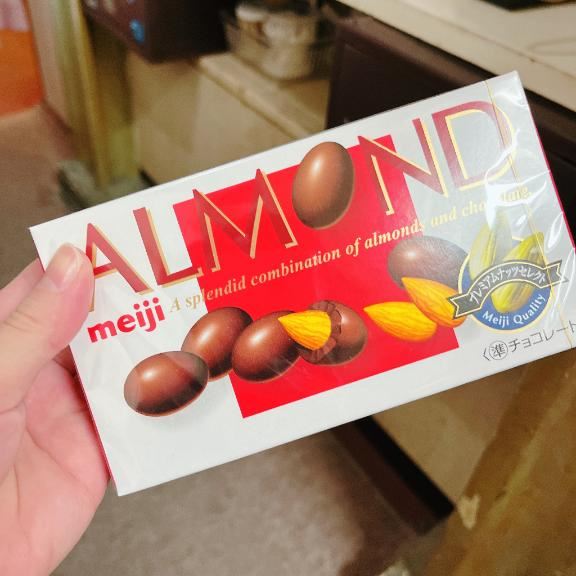 ALMOND
meiji
A splendid combination of almonds and chocolate.
プレミアムナッツセレクト
Meiji Quality
〈準チョコレート